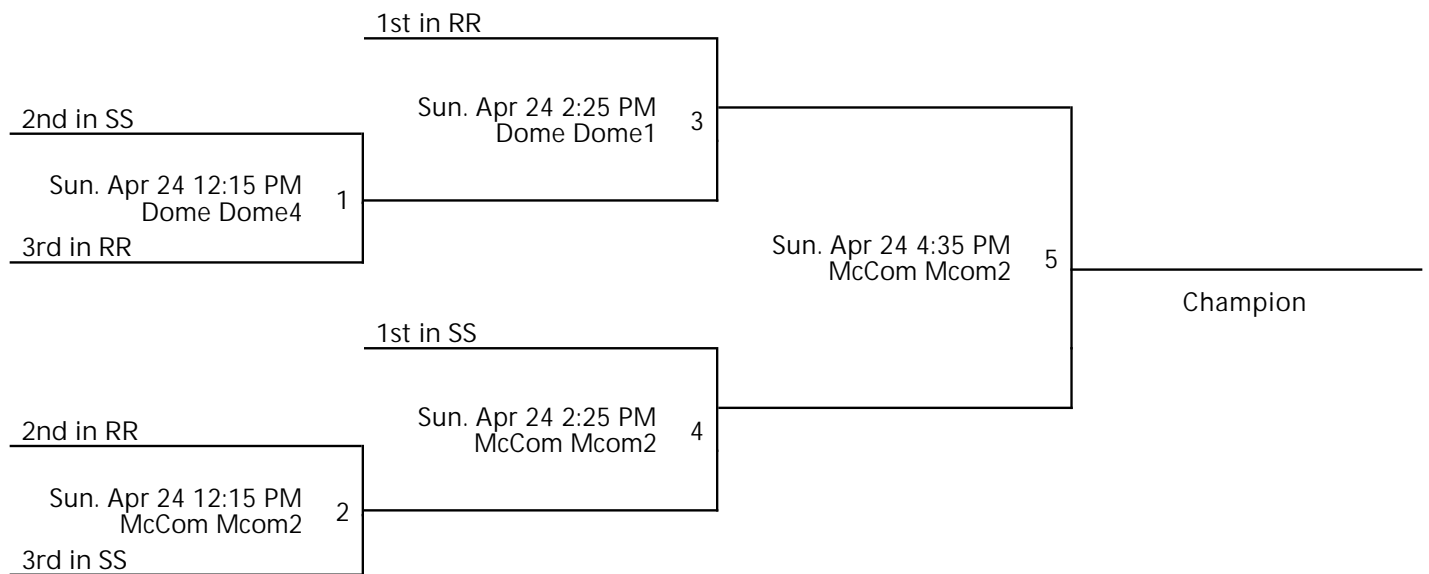 1st in RR
Sun. Apr 24 2:25 PM
Dome Dome1
3
2nd in SS
Sun. Apr 24 12:15 PM
Dome Dome4
1
3rd in RR
Sun. Apr 24 4:35 PM
McCom Mcom2
5
Champion
1st in SS
Sun. Apr 24 2:25 PM
McCom Mcom2
4
2nd in RR
Sun. Apr 24 12:15 PM
McCom Mcom2
2
3rd in SS